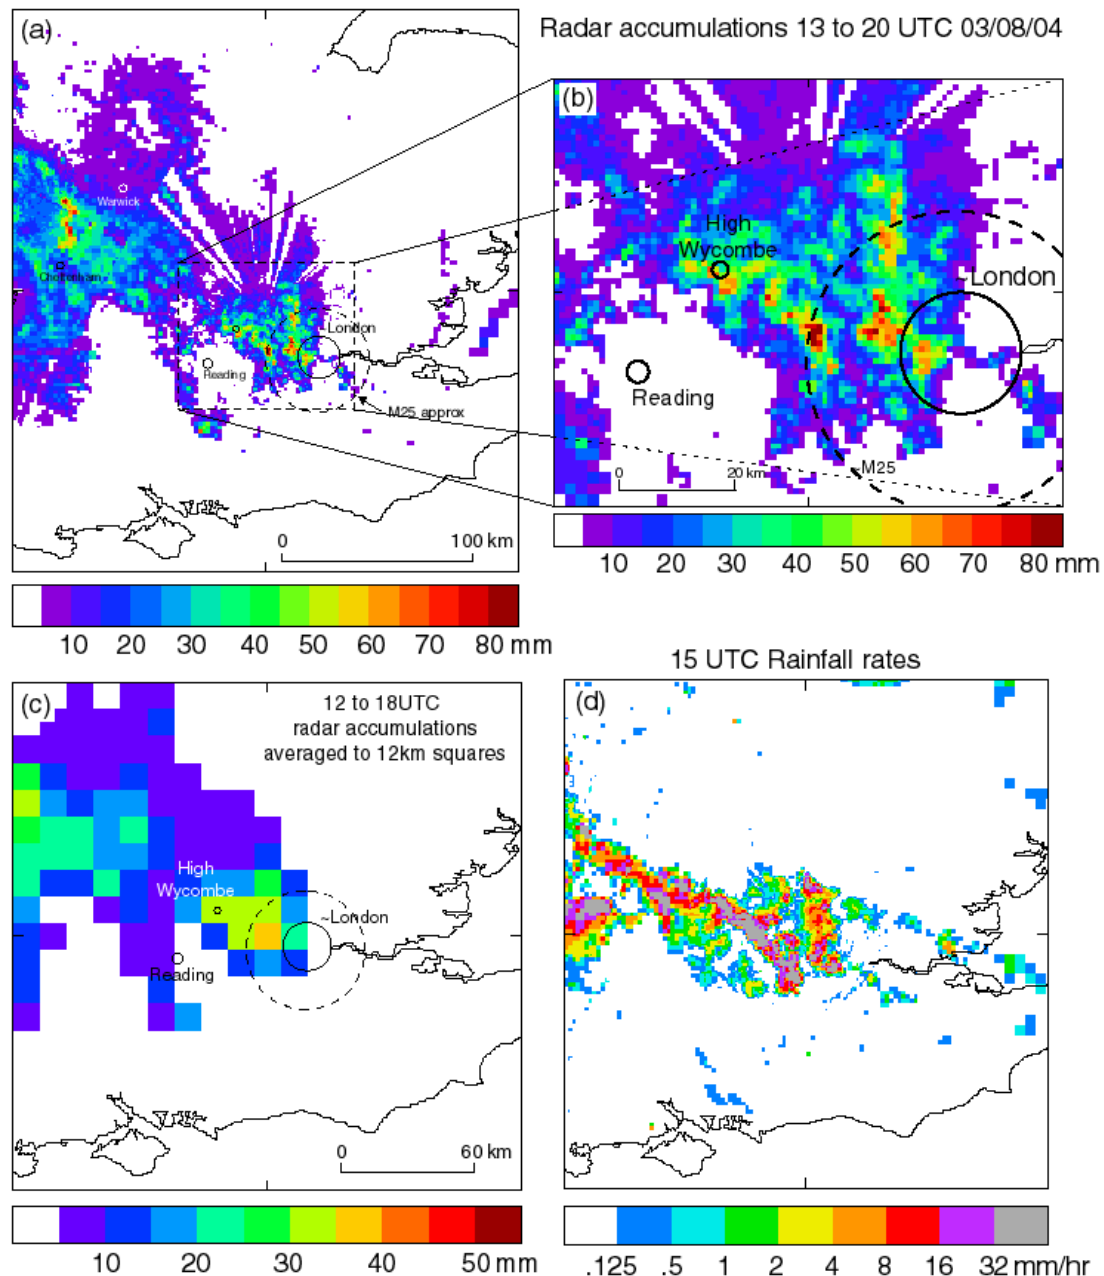 (a)
Radar accumulations 13 to 20 UTC 03/08/04
Warwick
Cheltenham
London
Reading
M25 approx
0 100 km
10 20 30 40 50 60 70 80 mm
(b)
High
Wycombe
London
Reading
0 20 km
M25
10 20 30 40 50 60 70 80 mm
(c)
12 to 18UTC
radar accumulations
averaged to 12km squares
High
Wycombe
~London
Reading
0 60 km
10 20 30 40 50 mm
15 UTC Rainfall rates
(d)
.125 .5 1 2 4 8 16 32 mm/hr